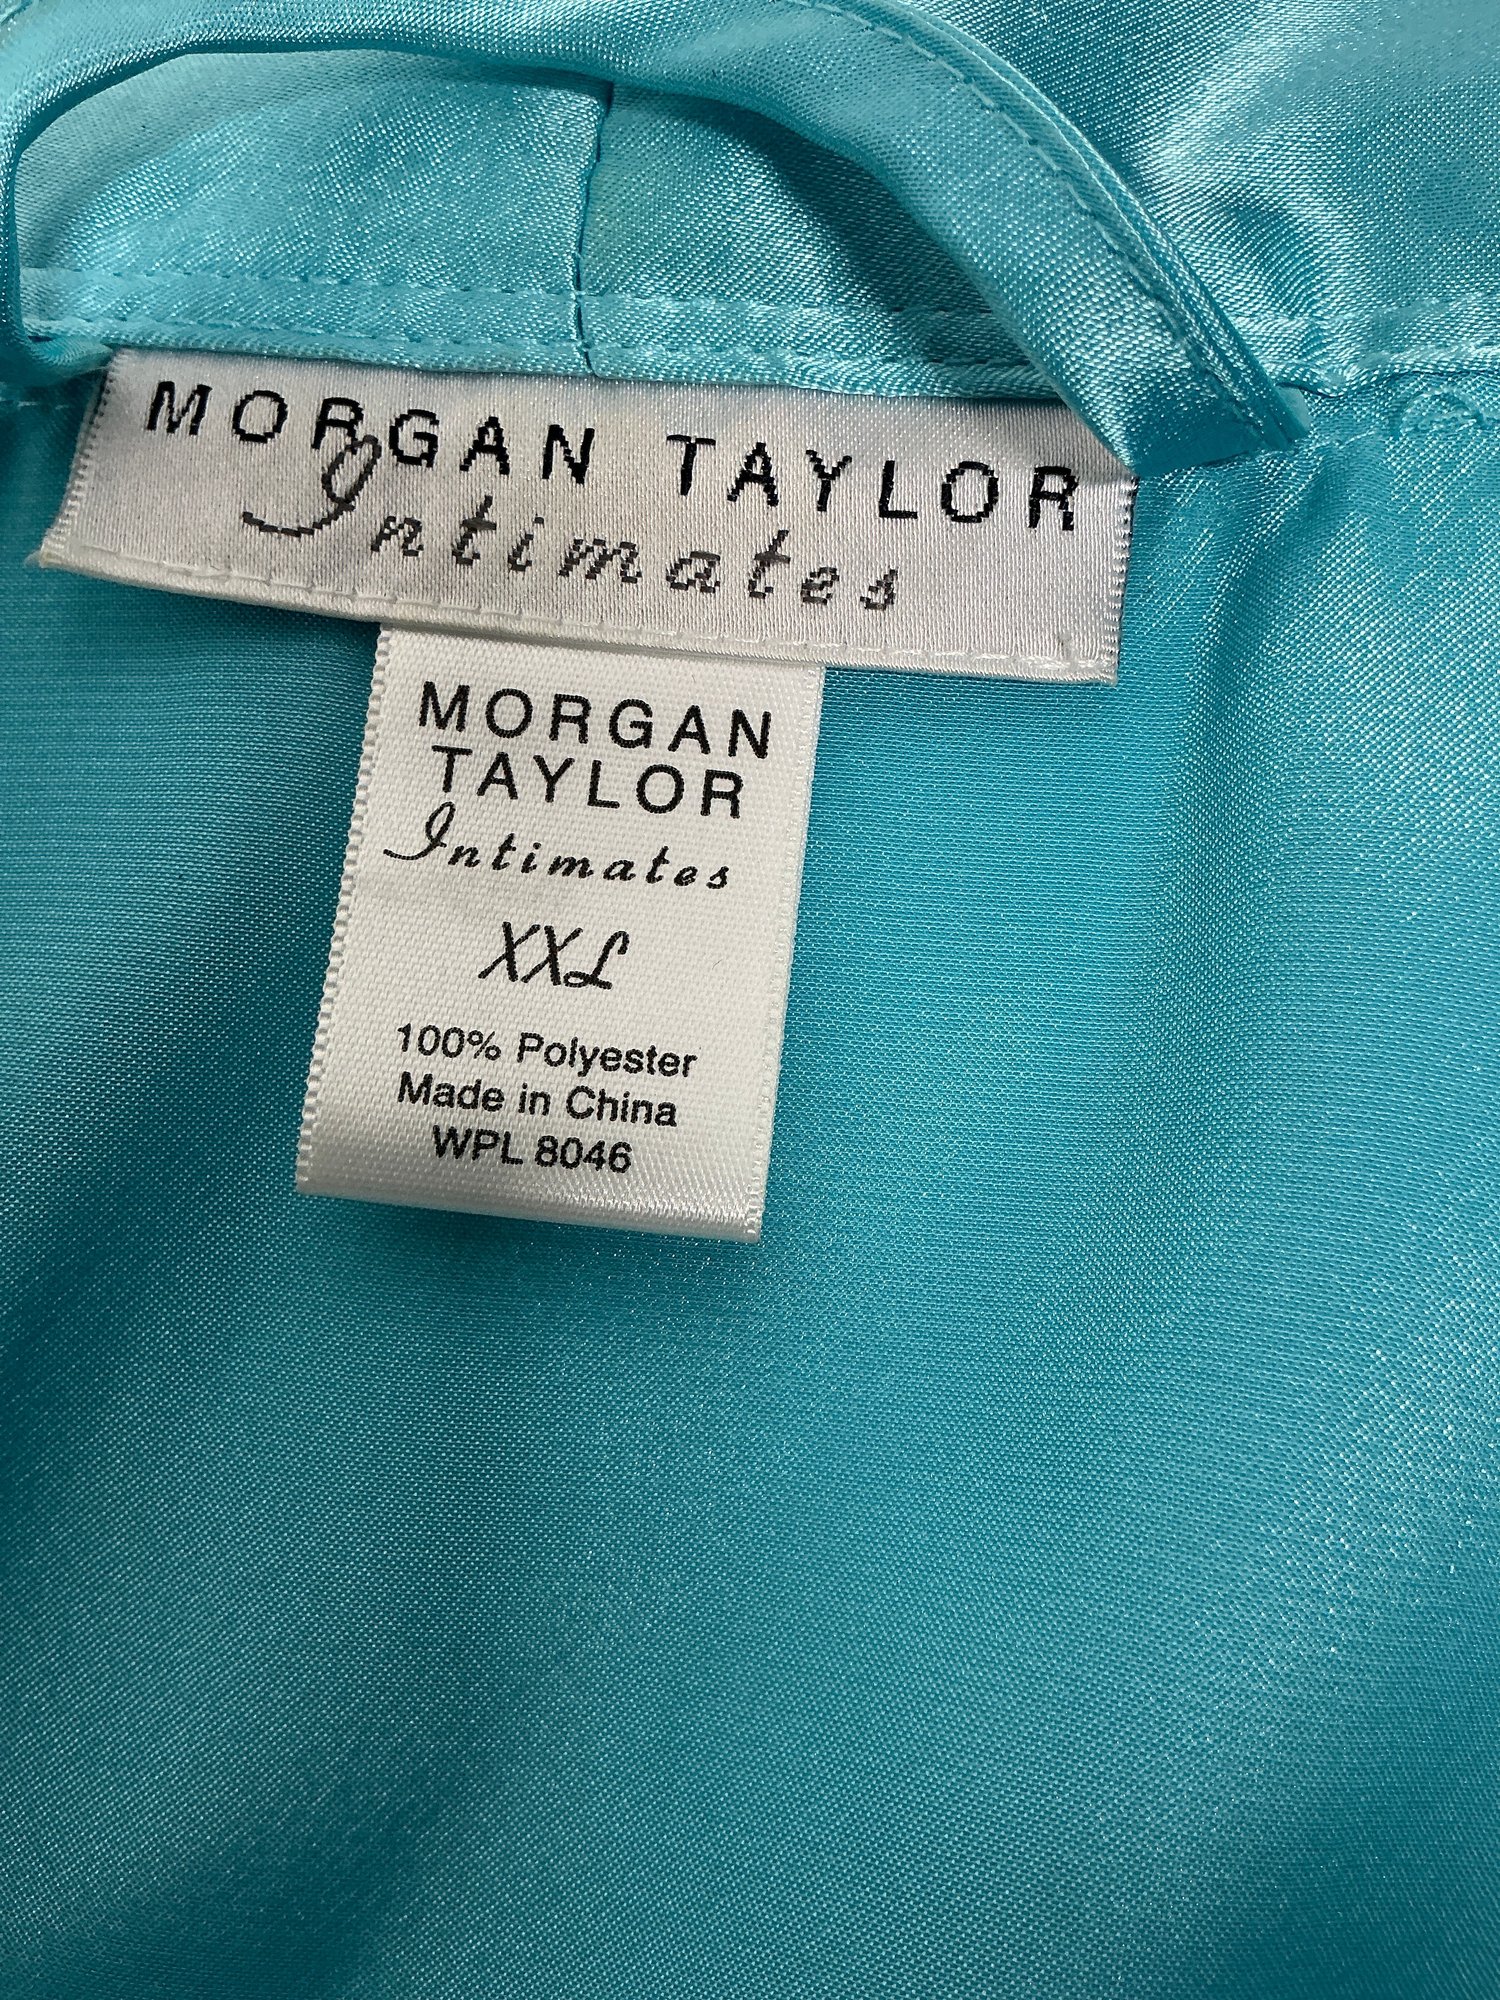 MORGAN TAYLOR
Intimates
MORGAN
TAYLOR
Intimates
XXL
100% Polyester
Made in China
WPL 8046